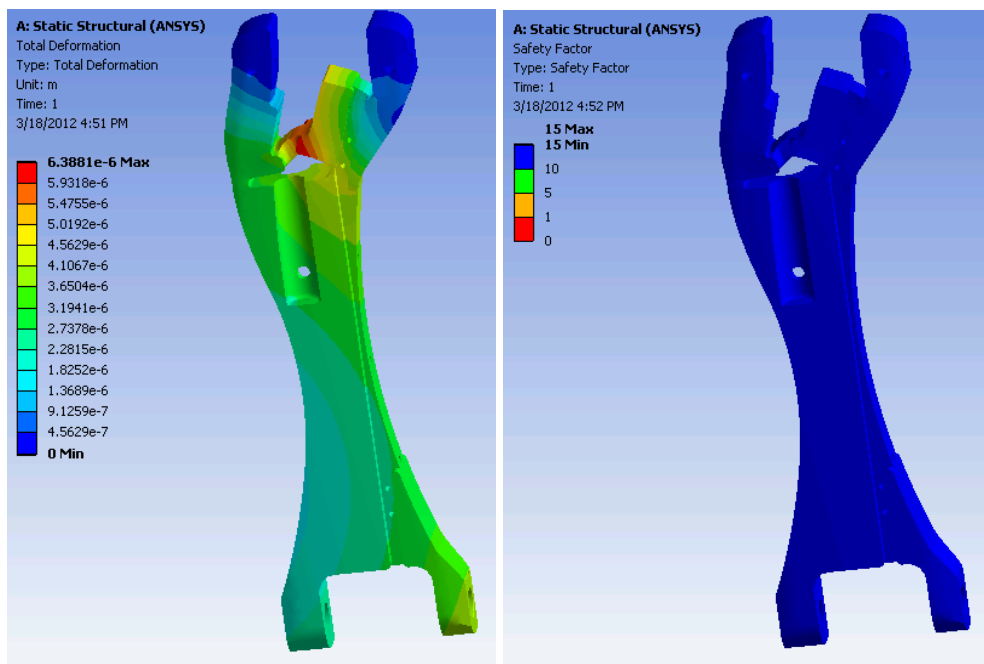 A: Static Structural (ANSYS)
Total Deformation
Type: Total Deformation
Unit: m
Time: 1
3/18/2012 4:51 PM
6.3881e-6 Max
5.9318e-6
5.4755e-6
5.0192e-6
4.5629e-6
4.1067e-6
3.6504e-6
3.1941e-6
2.7378e-6
2.2815e-6
1.8252e-6
1.3689e-6
9.1259e-7
4.5629e-7
0 Min
A: Static Structural (ANSYS)
Safety Factor
Type: Safety Factor
Time: 1
3/18/2012 4:52 PM
15 Max
15 Min
10
5
1
0